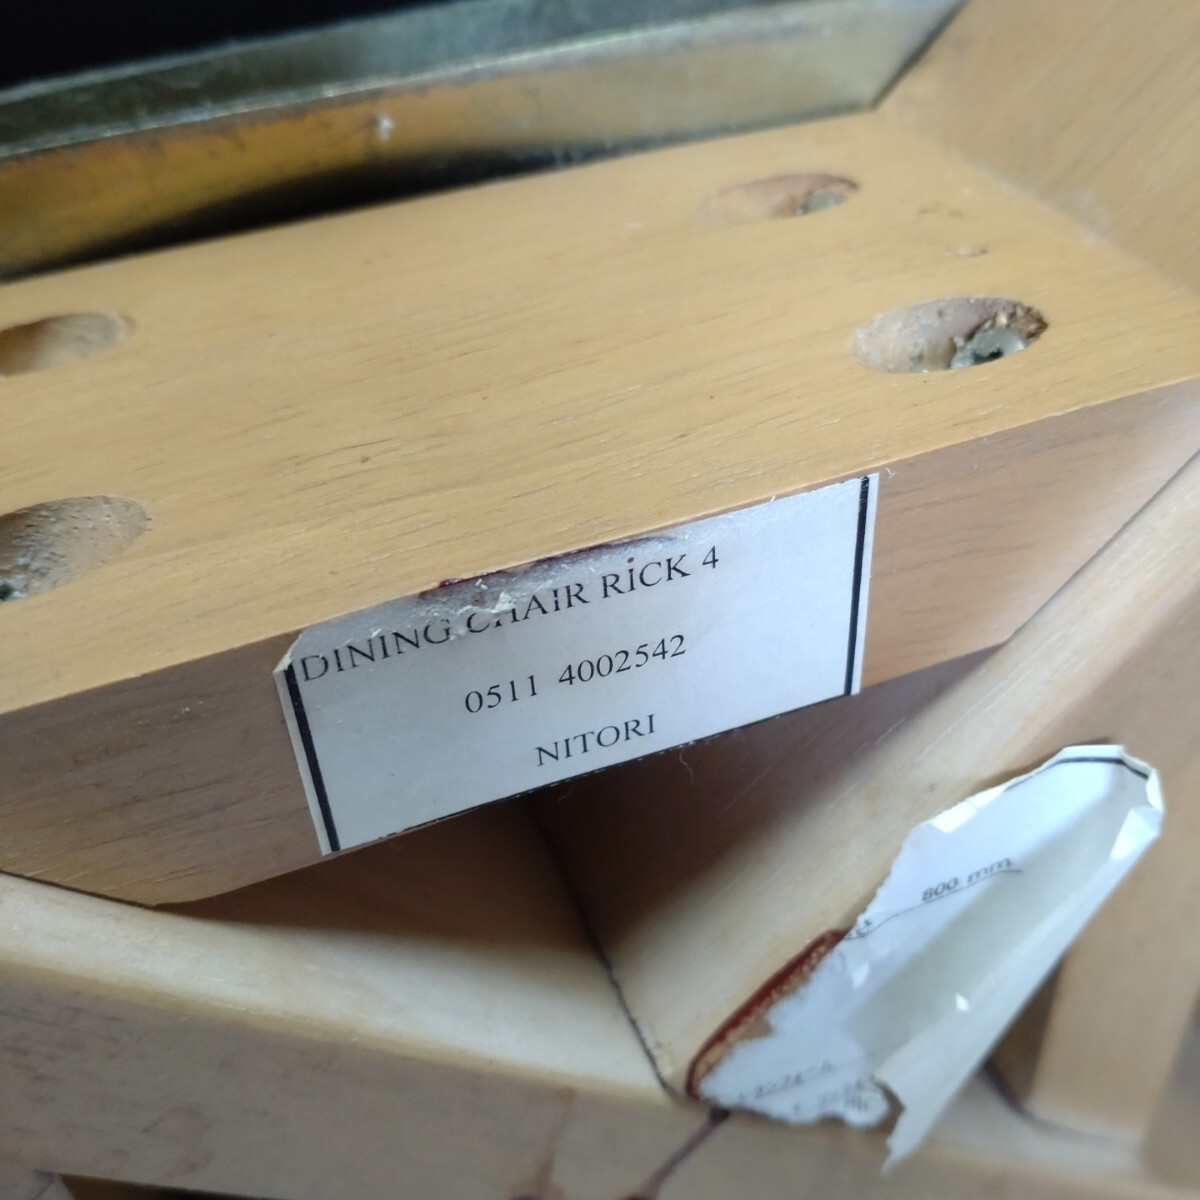 DINING CHAIR RICK 4
0511 4002542
NITORI
800 mm